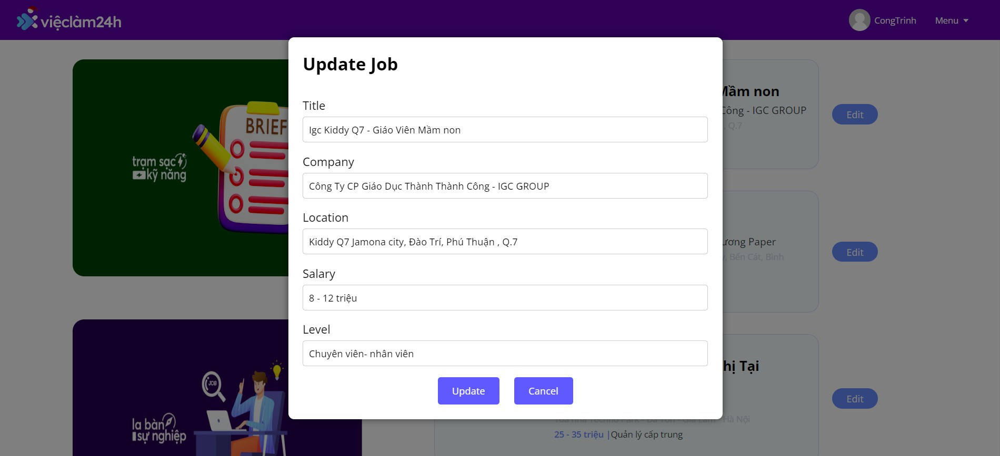 việclàm24h
CongTrinh
Menu
Update Job
Title
Igc Kiddy Q7 - Giáo Viên Mầm non
Company
Công Ty CP Giáo Dục Thành Thành Công - IGC GROUP
Location
Kiddy Q7 Jamona city, Đào Trí, Phú Thuận , Q.7
Salary
8 - 12 triệu
Level
Chuyên viên- nhân viên
Update
Cancel
BRIEF
trạm sạc
kỹ năng
JOB
la bàn
sự nghiệp
Mầm non
Công - IGC GROUP
, Q.7
Edit
ương Paper
, Bến Cát, Bình
Edit
hị Tại
Edit
Tòa nhà Techno Park - Đa Tốn - Gia Lâm - Hà Nội
25 - 35 triệu |Quản lý cấp trung